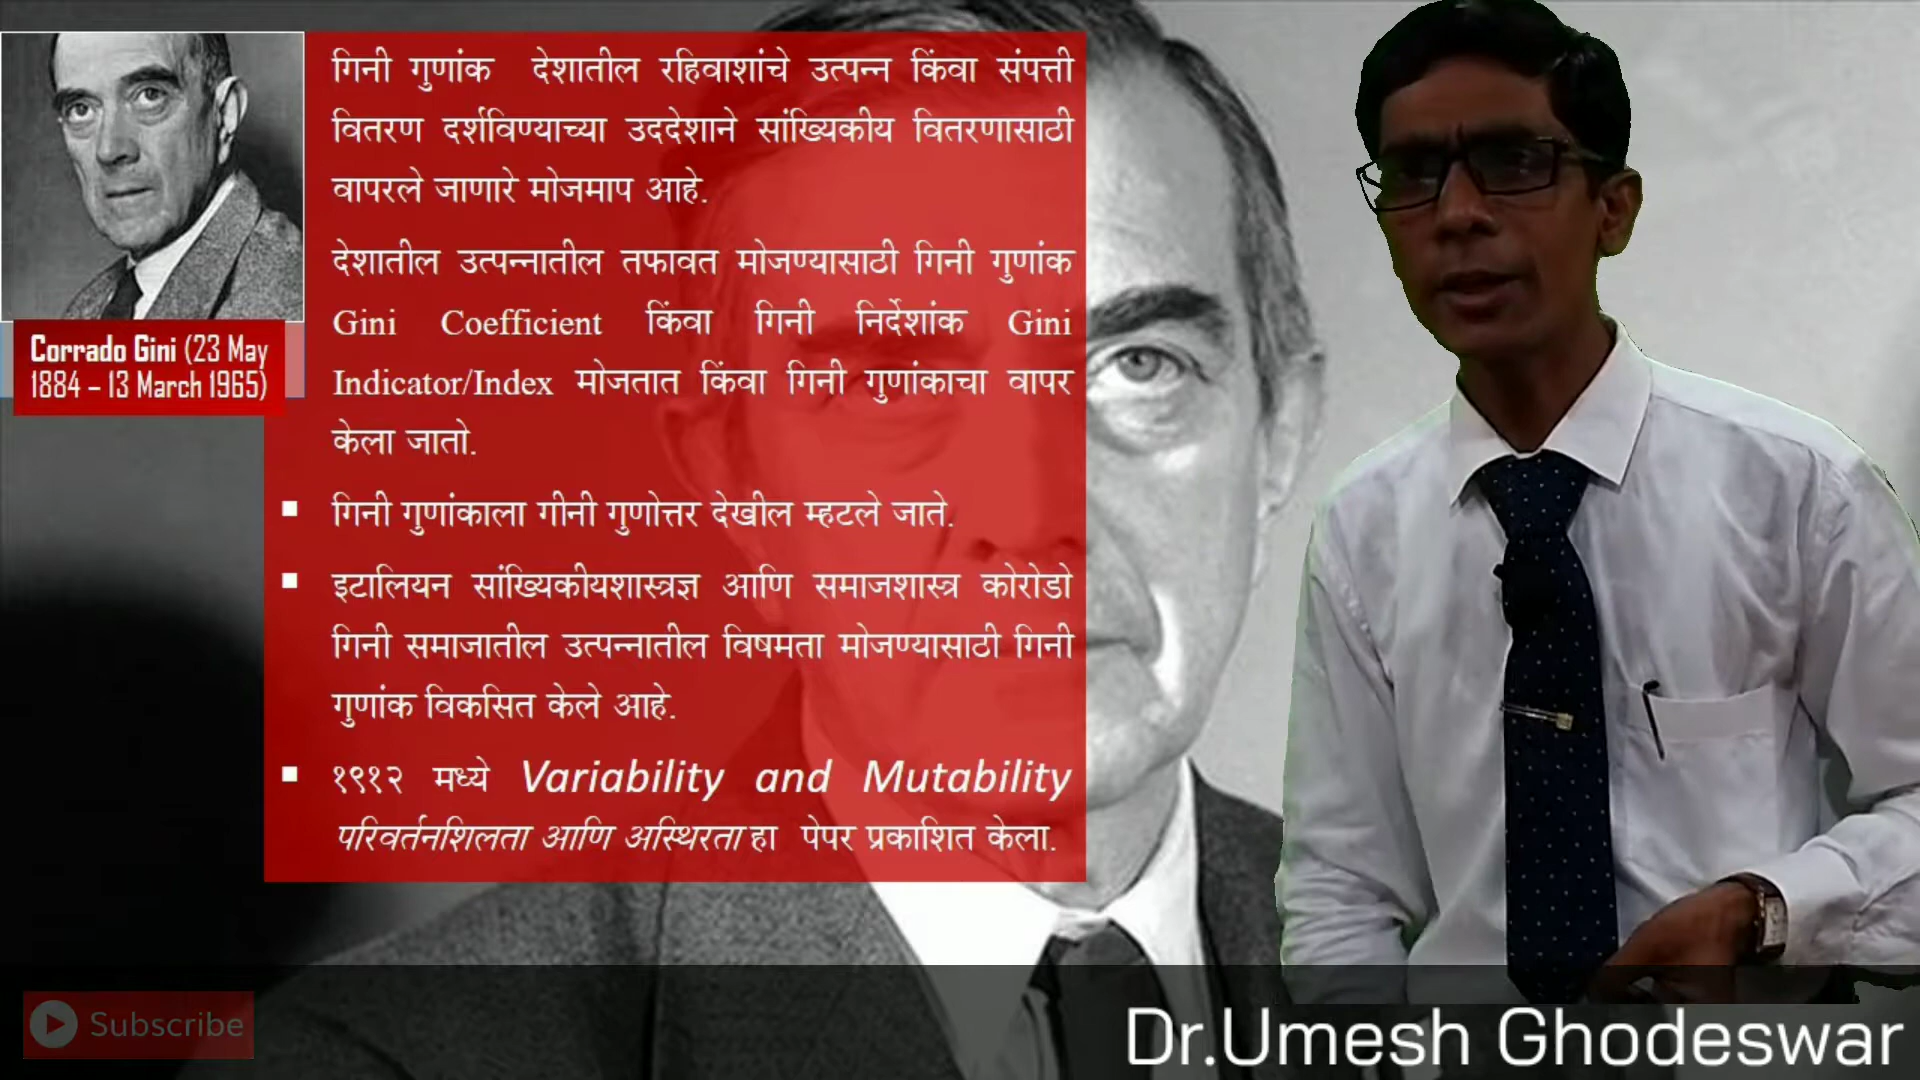 गिनी गुणांक देशातील रहिवाशांचे उत्पन्न किंवा संपत्ती
वितरण दर्शविण्याच्या उददेशाने सांख्यिकीय वितरणासाठी
वापरले जाणारे मोजमाप आहे.
देशातील उत्पन्नातील तफावत मोजण्यासाठी गिनी गुणांक
Gini Coefficient किंवा गिनी निर्देशांक Gini
Indicator/Index मोजतात किंवा गिनी गुणांकाचा वापर
केला जातो.
▪ गिनी गुणांकाला गीनी गुणोत्तर देखील म्हटले जाते.
▪ इटालियन सांख्यिकीयशास्त्रज्ञ आणि समाजशास्त्र कोरोडो
गिनी समाजातील उत्पन्नातील विषमता मोजण्यासाठी गिनी
गुणांक विकसित केले आहे.
▪ १९१२ मध्ये Variability and Mutability
परिवर्तनशिलता आणि अस्थिरता हा पेपर प्रकाशित केला.
Corrado Gini (23 May
1884 – 13 March 1965)
Subscribe
Dr.Umesh Ghodeswar